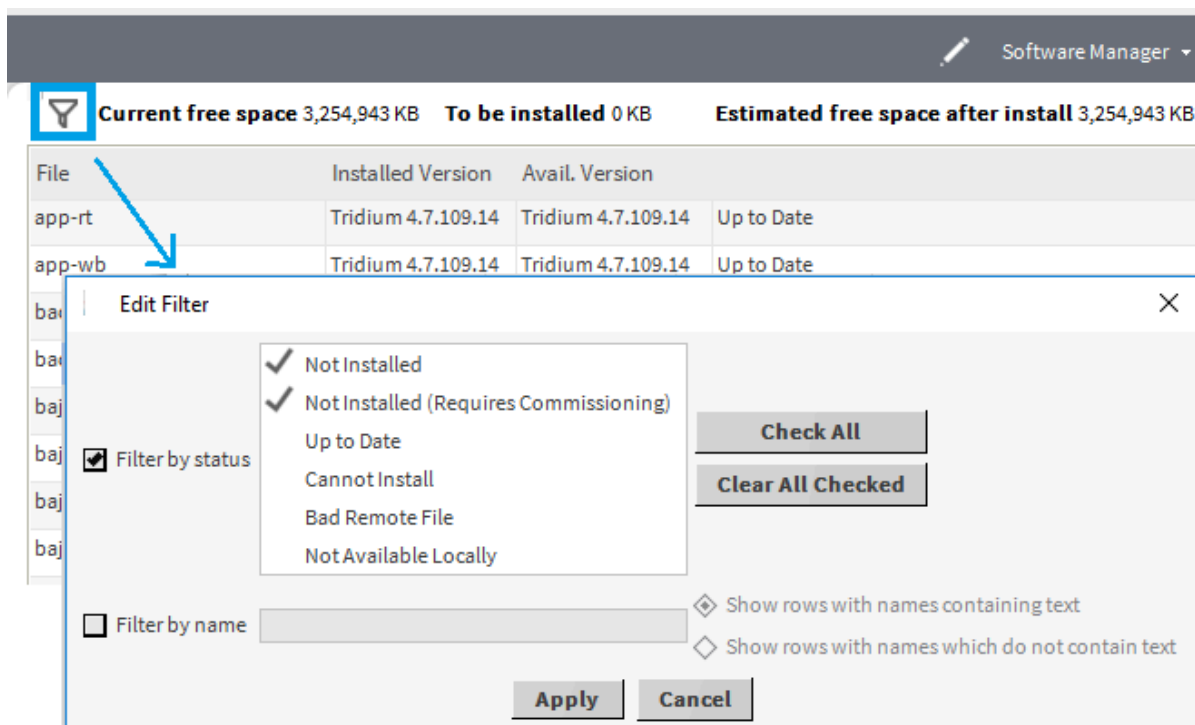 Software Manager
Current free space 3,254,943 KB To be installed 0 KB Estimated free space after install 3,254,943 KB
File Installed Version Avail. Version
app-rt Tridium 4.7.109.14 Tridium 4.7.109.14 Up to Date
app-wb Tridium 4.7.109.14 Tridium 4.7.109.14 Up to Date
Edit Filter
Not Installed
Not Installed (Requires Commissioning)
Up to Date
Cannot Install
Bad Remote File
Not Available Locally
Filter by status
Check All
Clear All Checked
baj
baj
baj
baj
Filter by name
Show rows with names containing text
Show rows with names which do not contain text
Apply Cancel